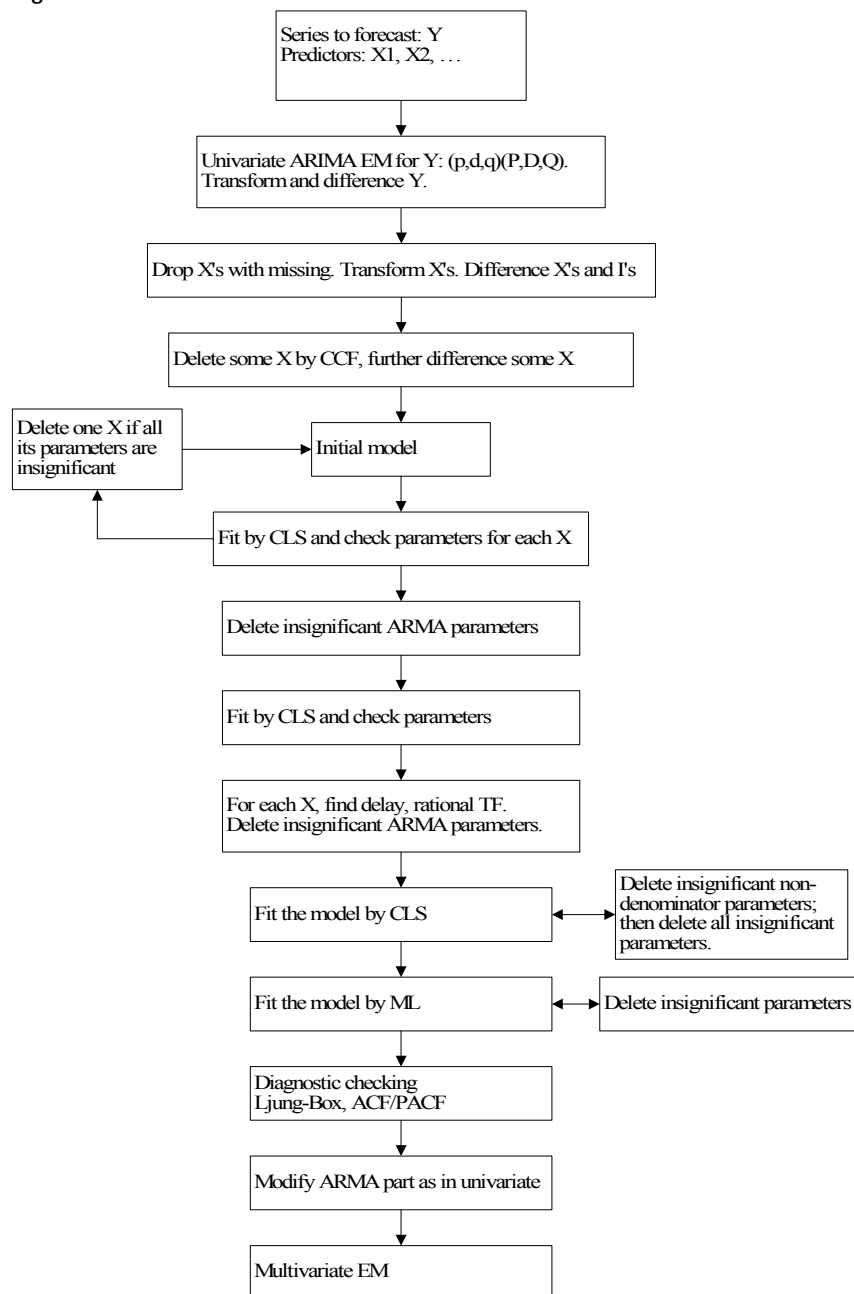 Series to forecast: Y
Predictors: X1, X2, …
Univariate ARIMA EM for Y: (p,d,q)(P,D,Q).
Transform and difference Y.
Drop X's with missing. Transform X's. Difference X's and I's
Delete some X by CCF, further difference some X
Delete one X if all
its parameters are
insignificant
Initial model
Fit by CLS and check parameters for each X
Delete insignificant ARMA parameters
Fit by CLS and check parameters
For each X, find delay, rational TF.
Delete insignificant ARMA parameters.
Fit the model by CLS
Delete insignificant non-
denominator parameters;
then delete all insignificant
parameters.
Fit the model by ML
Delete insignificant parameters
Diagnostic checking
Ljung-Box, ACF/PACF
Modify ARMA part as in univariate
Multivariate EM